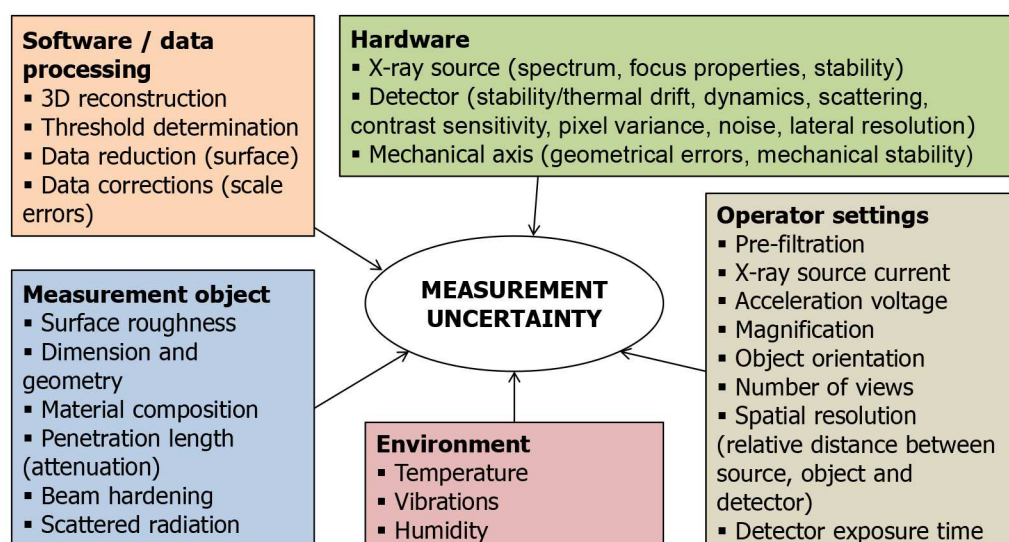 Software / data
processing
▪ 3D reconstruction
▪ Threshold determination
▪ Data reduction (surface)
▪ Data corrections (scale
errors)
Hardware
▪ X-ray source (spectrum, focus properties, stability)
▪ Detector (stability/thermal drift, dynamics, scattering,
contrast sensitivity, pixel variance, noise, lateral resolution)
▪ Mechanical axis (geometrical errors, mechanical stability)
MEASUREMENT
UNCERTAINTY
Operator settings
▪ Pre-filtration
▪ X-ray source current
▪ Acceleration voltage
▪ Magnification
▪ Object orientation
▪ Number of views
▪ Spatial resolution
(relative distance between
source, object and
detector)
▪ Detector exposure time
Measurement object
▪ Surface roughness
▪ Dimension and
geometry
▪ Material composition
▪ Penetration length
(attenuation)
▪ Beam hardening
▪ Scattered radiation
Environment
▪ Temperature
▪ Vibrations
▪ Humidity